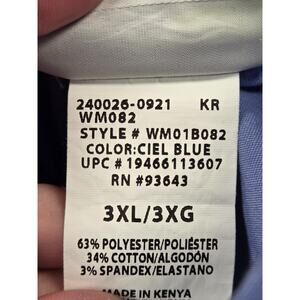 240026-0921 KR
WM082
STYLE # WM01B082
COLOR:CIEL BLUE
UPC # 19466113607
RN #93643
3XL/3XG
63% POLYESTER/POLIÉSTER
34% COTTON/ALGODÓN
3% SPANDEX/ELASTANO
MADE IN KENYA